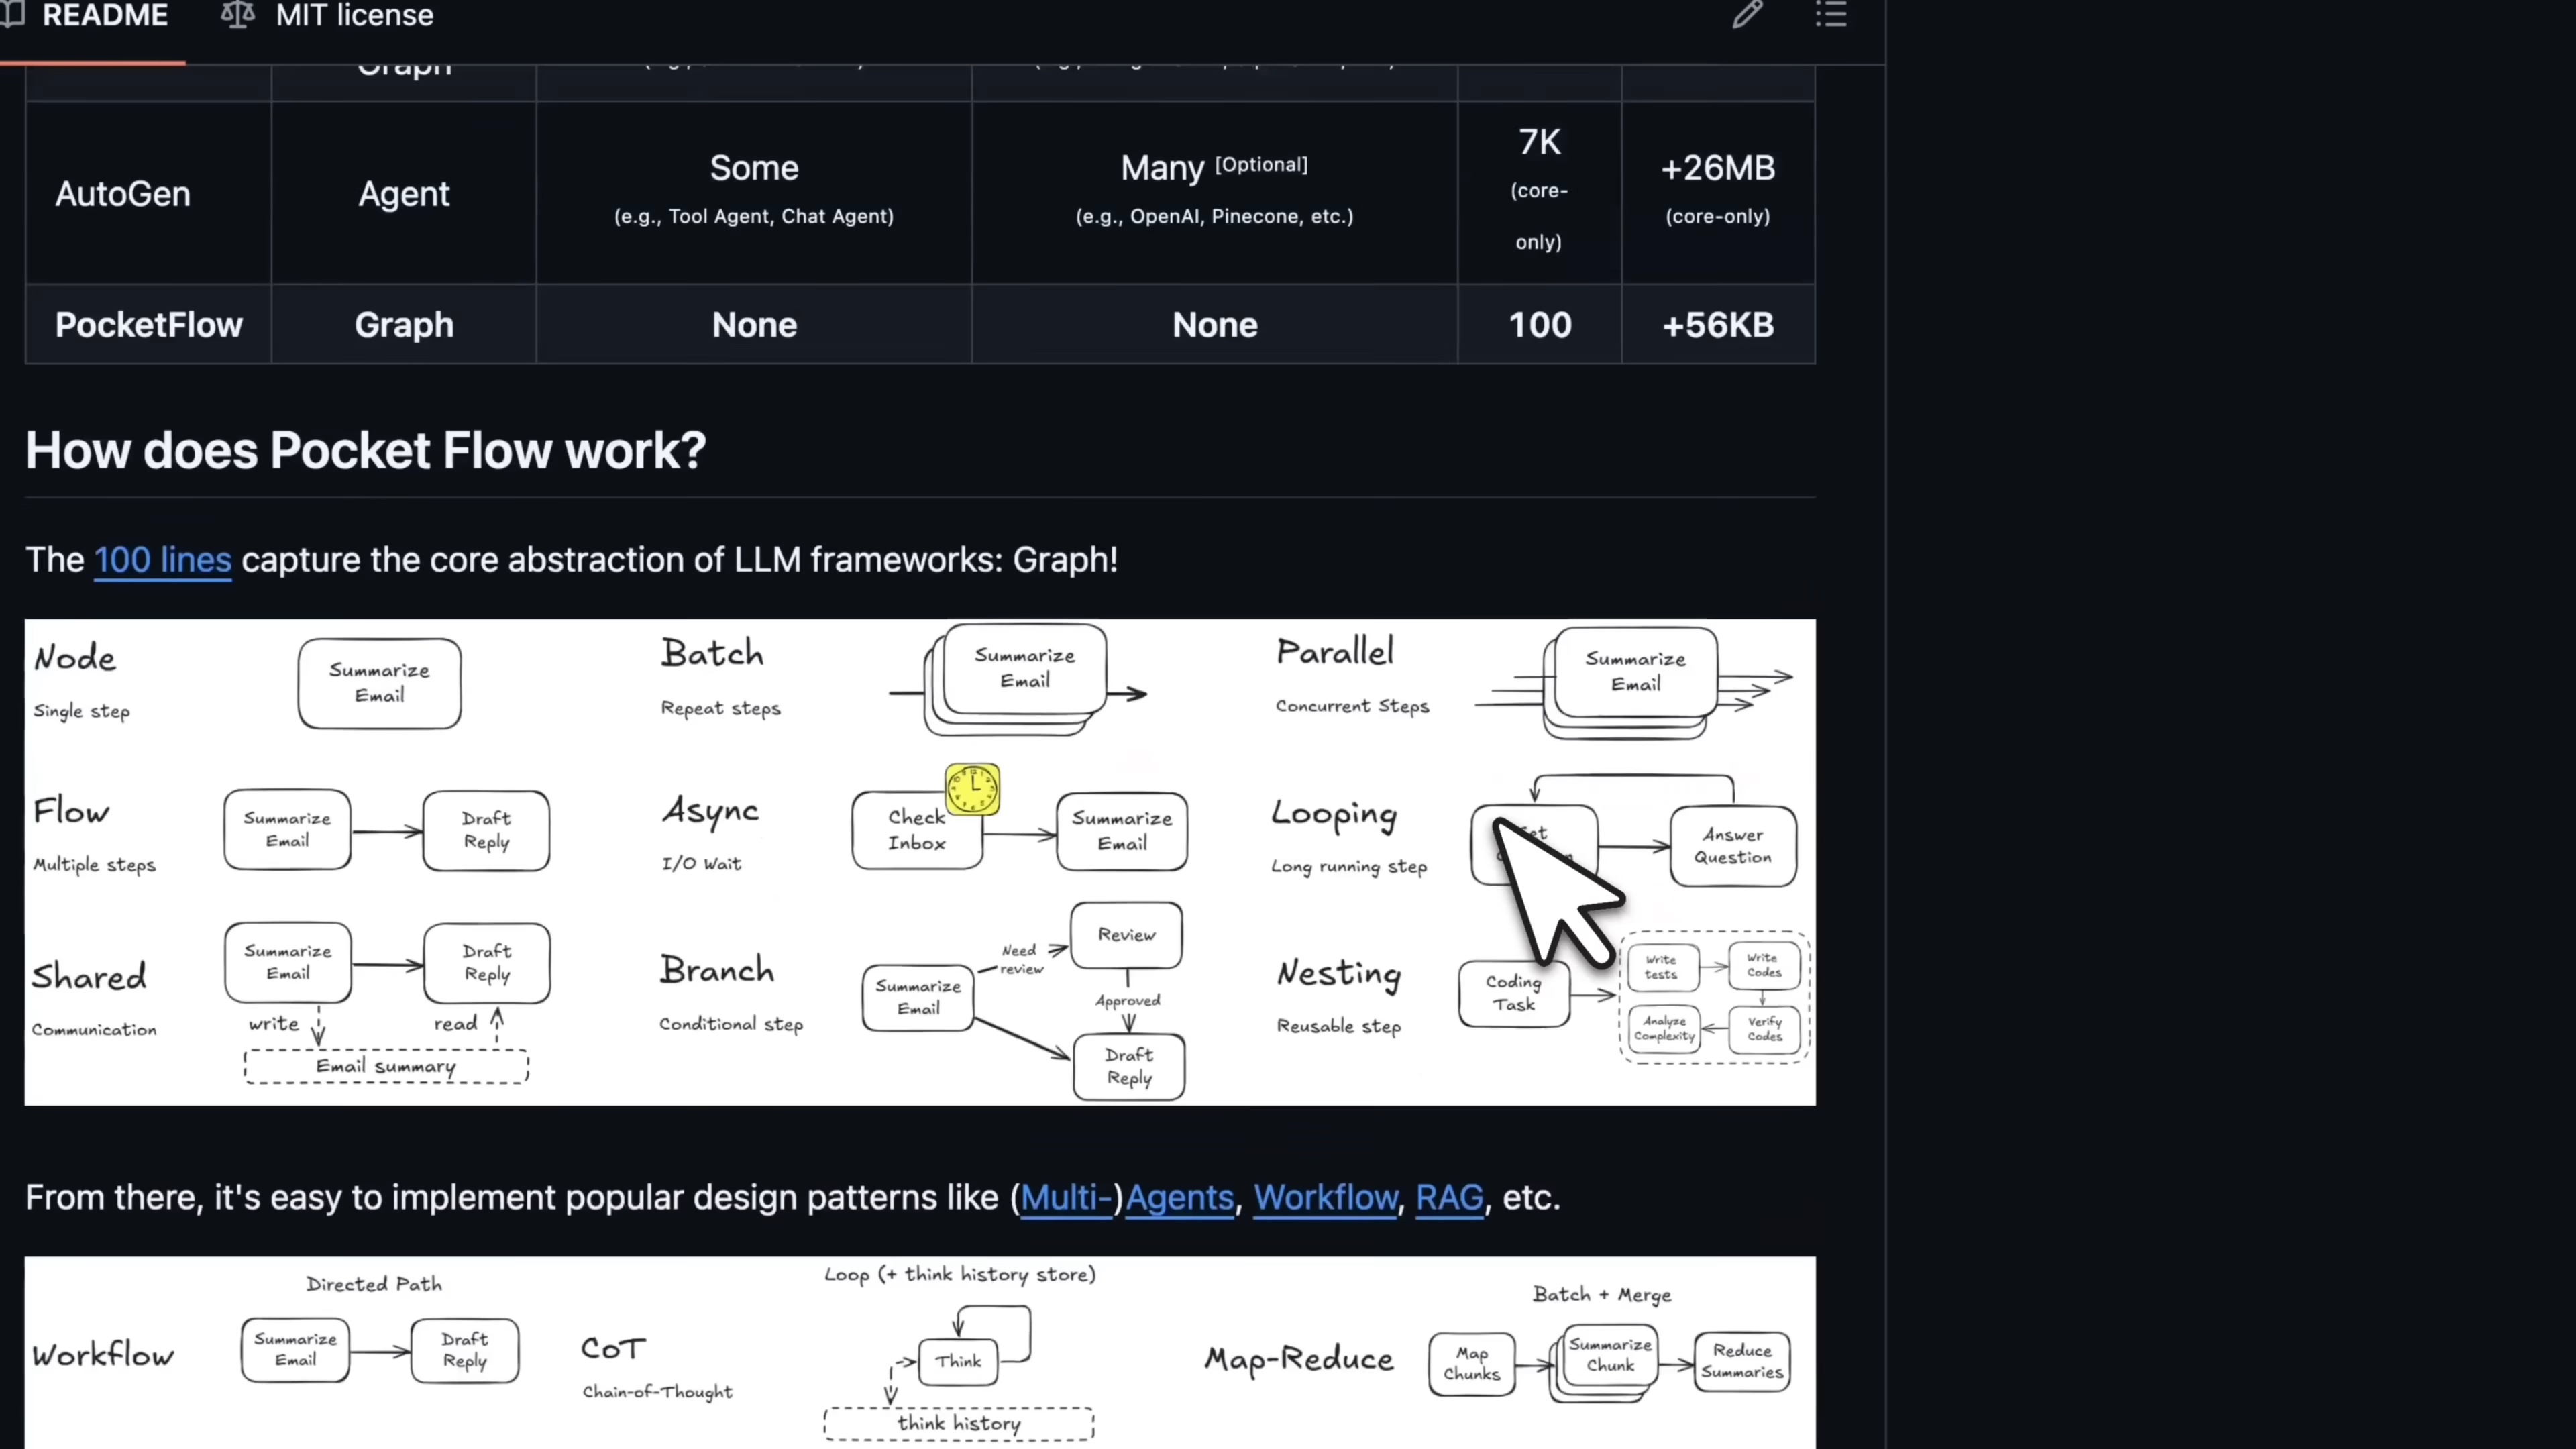 README
MIT license
Graph
AutoGen
Agent
Some
(e.g., Tool Agent, Chat Agent)
Many [Optional]
(e.g., OpenAI, Pinecone, etc.)
7K
(core-
only)
+26MB
(core-only)
PocketFlow
Graph
None
None
100
+56KB
How does Pocket Flow work?
The 100 lines capture the core abstraction of LLM frameworks: Graph!
Node
Single step
Summarize
Email
Batch
Repeat steps
Summarize
Email
Parallel
Concurrent Steps
Summarize
Email
Flow
Multiple steps
Summarize
Email
Draft
Reply
Async
I/O Wait
Check
Inbox
Summarize
Email
Looping
Long running step
Answer
Question
Shared
Communication
Summarize
Email
Draft
Reply
write
read
Email summary
Branch
Conditional step
Summarize
Email
Need
review
Review
Approved
Draft
Reply
Nesting
Reusable step
Coding
Task
Write
tests
Write
Codes
Analyze
Complexity
Verify
Codes
From there, it's easy to implement popular design patterns like (Multi-)Agents, Workflow, RAG, etc.
Workflow
Directed Path
Summarize
Email
Draft
Reply
CoT
Chain-of-Thought
Loop (+ think history store)
Think
think history
Map-Reduce
Batch + Merge
Map
Chunks
Summarize
Chunk
Reduce
Summaries